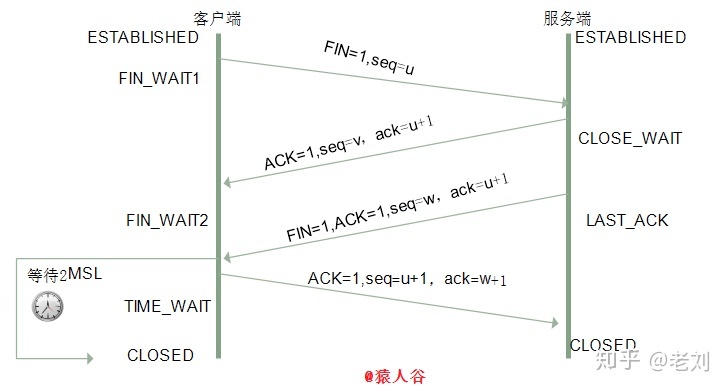 客户端
服务端
ESTABLISHED
ESTABLISHED
FIN=1,seq=u
FIN_WAIT1
ACK=1,seq=v, ack=u+1
CLOSE_WAIT
FIN=1,ACK=1,seq=w, ack=u+1
FIN_WAIT2
LAST_ACK
等待2MSL
ACK=1,seq=u+1, ack=w+1
TIME_WAIT
CLOSED
CLOSED
知乎 @老刘
@猿人谷